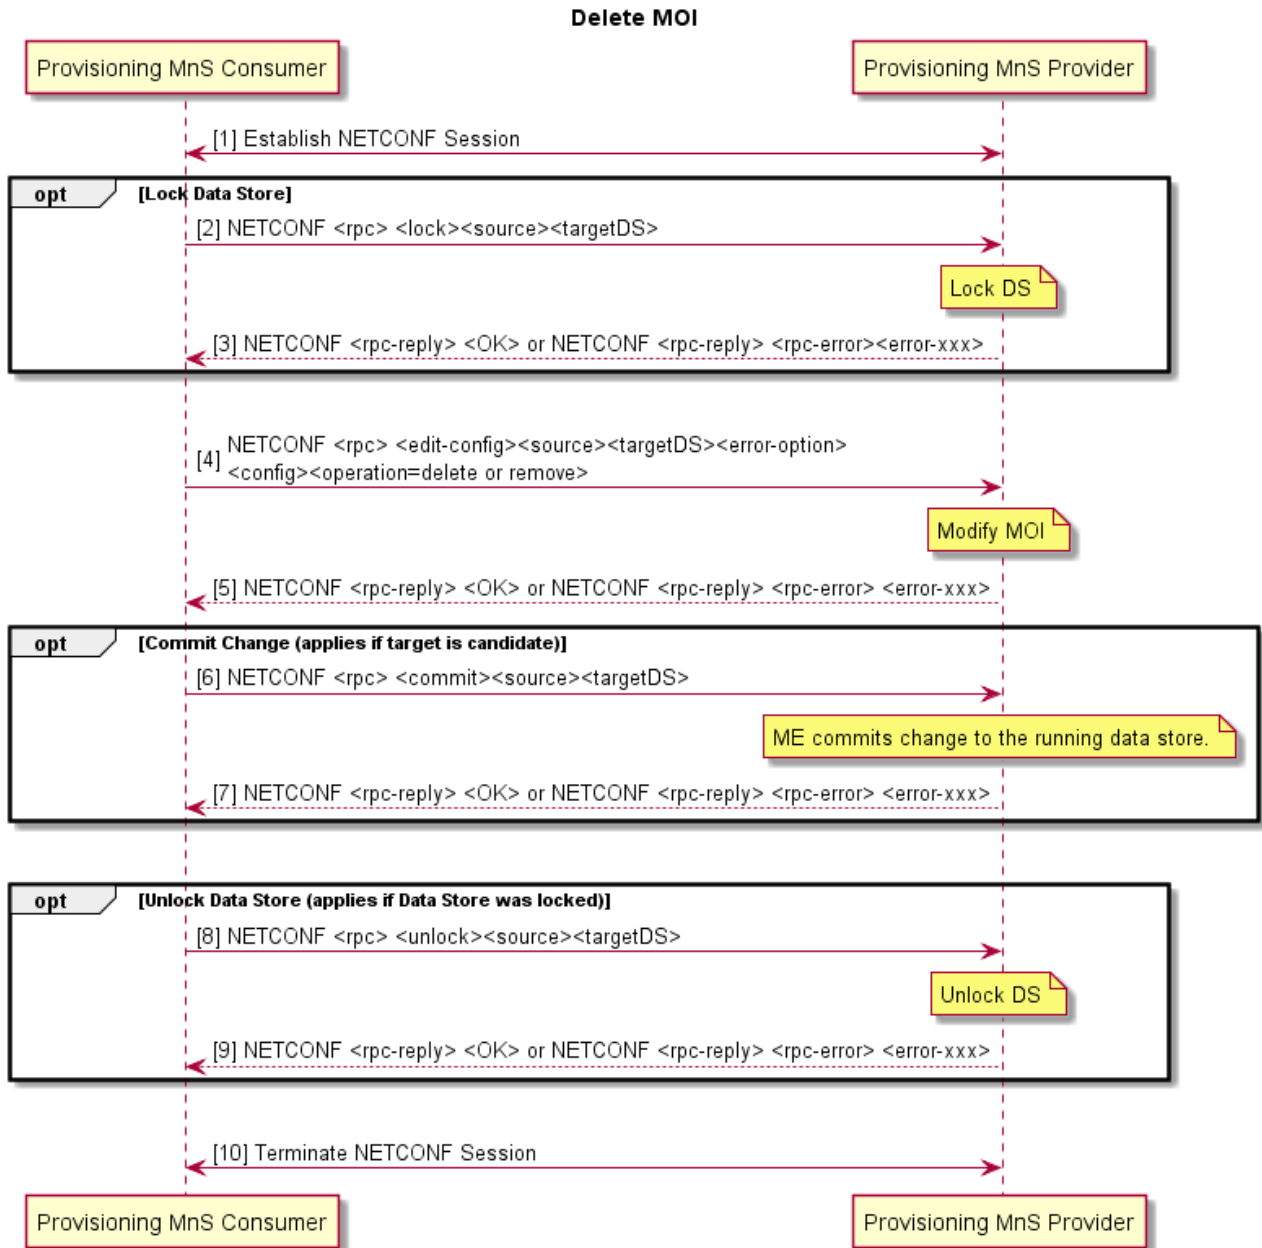 Delete MOI
Provisioning MnS Consumer
Provisioning MnS Provider
[1] Establish NETCONF Session
opt
[Lock Data Store]
[2] NETCONF <rpc> <lock><source><targetDS>
Lock DS
[3] NETCONF <rpc-reply> <OK> or NETCONF <rpc-reply> <rpc-error><error-xxx>
[4]
NETCONF <rpc> <edit-config><source><targetDS><error-option>
<config><operation=delete or remove>
Modify MOI
[5] NETCONF <rpc-reply> <OK> or NETCONF <rpc-reply> <rpc-error> <error-xxx>
opt
[Commit Change (applies if target is candidate)]
[6] NETCONF <rpc> <commit><source><targetDS>
ME commits change to the running data store.
[7] NETCONF <rpc-reply> <OK> or NETCONF <rpc-reply> <rpc-error> <error-xxx>
opt
[Unlock Data Store (applies if Data Store was locked)]
[8] NETCONF <rpc> <unlock><source><targetDS>
Unlock DS
[9] NETCONF <rpc-reply> <OK> or NETCONF <rpc-reply> <rpc-error> <error-xxx>
[10] Terminate NETCONF Session
Provisioning MnS Consumer
Provisioning MnS Provider